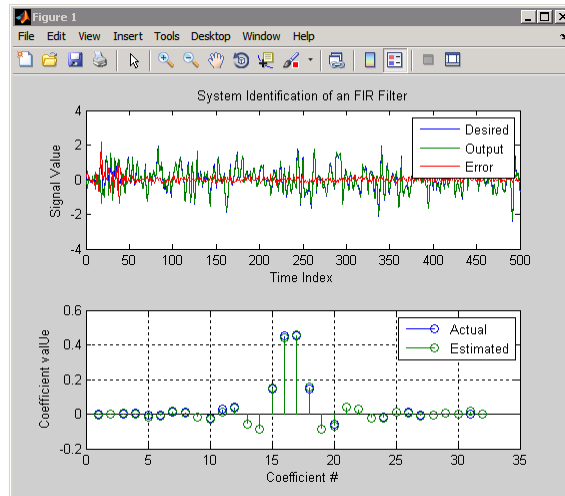 Figure 1
File Edit View Insert Tools Desktop Window Help
System Identification of an FIR Filter
Signal Value
4
2
0
-2
-4
Desired
Output
Error
0 50 100 150 200 250 300 350 400 450 500
Time Index
Coefficient valUe
0.6
0.4
0.2
0
-0.2
Actual
Estimated
0 5 10 15 20 25 30 35
Coefficient #